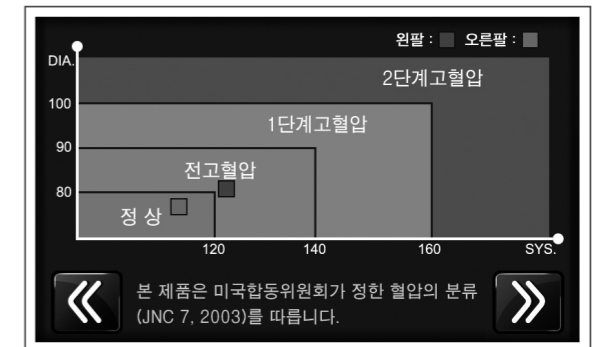 왼팔 : 오른팔 :
DIA.
2단계고혈압
100
1단계고혈압
90
전고혈압
80
정 상
120 140 160 SYS.
본 제품은 미국합동위원회가 정한 혈압의 분류
(JNC 7, 2003)를 따릅니다.